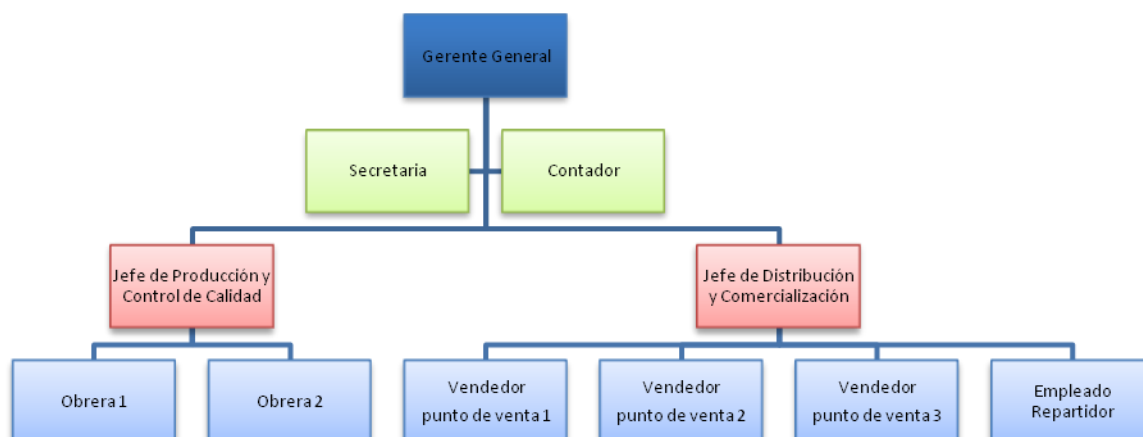 Gerente General
Secretaria
Contador
Jefe de Producción y
Control de Calidad
Jefe de Distribución
y Comercialización
Obrera 1
Obrera 2
Vendedor
punto de venta 1
Vendedor
punto de venta 2
Vendedor
punto de venta 3
Empleado
Repartidor